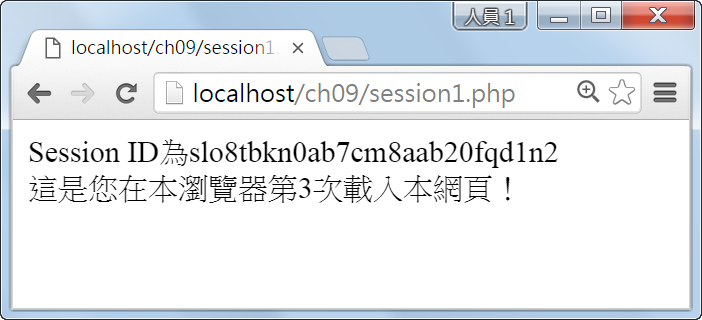 人員 1
localhost/ch09/session1
localhost/ch09/session1.php
Session ID為slo8tbkn0ab7cm8aab20fqd1n2
這是您在本瀏覽器第3次載入本網頁！